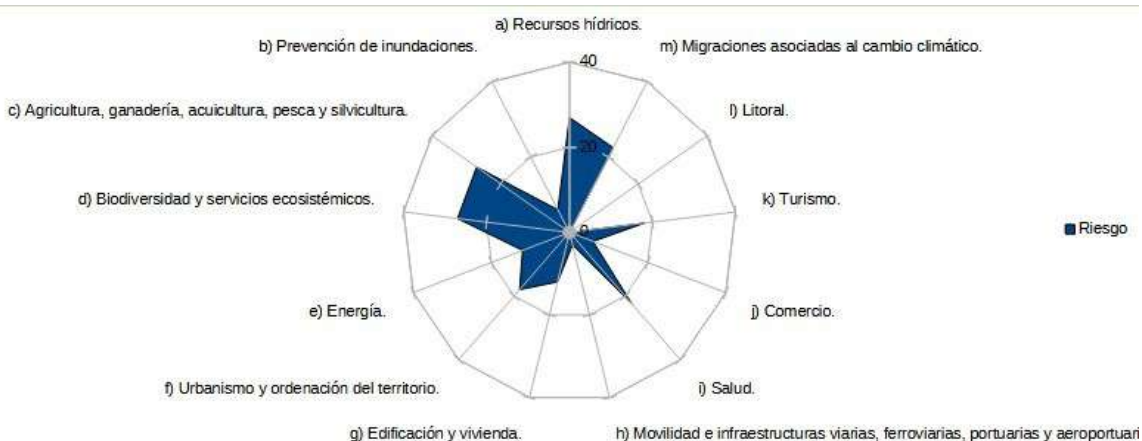 a) Recursos hídricos.
b) Prevención de inundaciones.
m) Migraciones asociadas al cambio climático.
40
c) Agricultura, ganadería, acuicultura, pesca y silvicultura.
l) Litoral.
20
d) Biodiversidad y servicios ecosistémicos.
k) Turismo.
0
Riesgo
e) Energía.
j) Comercio.
f) Urbanismo y ordenación del territorio.
i) Salud.
g) Edificación y vivienda.
h) Movilidad e infraestructuras viarias, ferroviarias, portuarias y aeroportuari